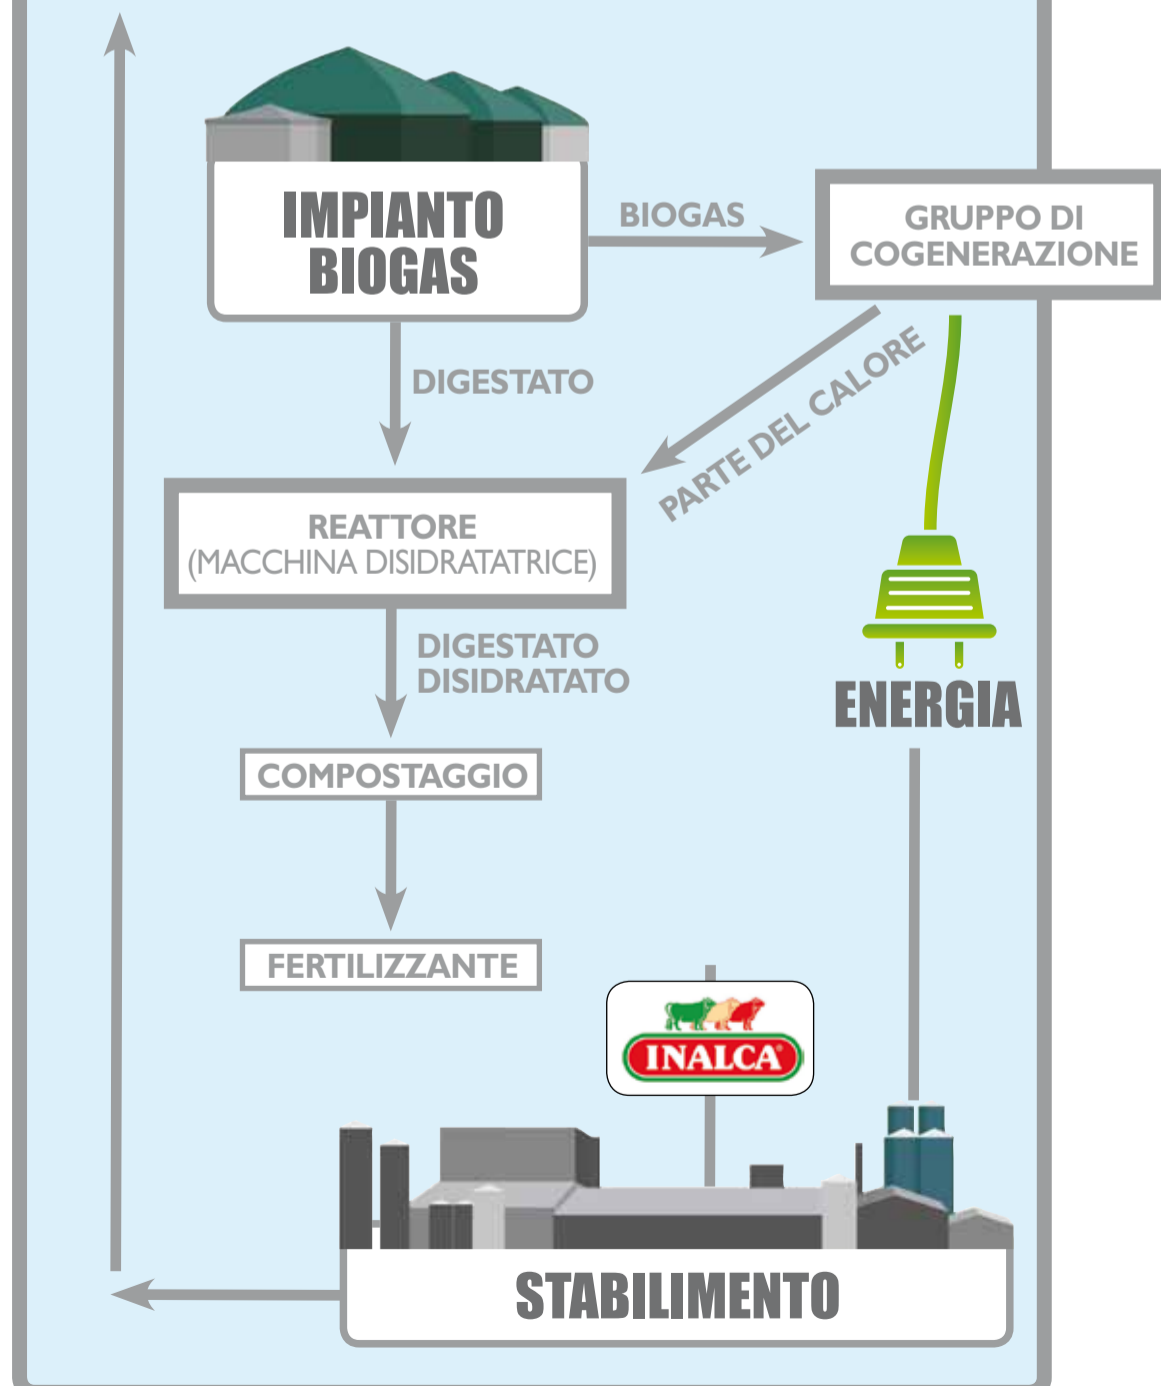 IMPIANTO
BIOGAS
BIOGAS
GRUPPO DI
COGENERAZIONE
DIGESTATO
PARTE DEL CALORE
REATTORE
(MACCHINA DISIDRATATRICE)
DIGESTATO
DISIDRATATO
ENERGIA
COMPOSTAGGIO
FERTILIZZANTE
INALCA®
STABILIMENTO